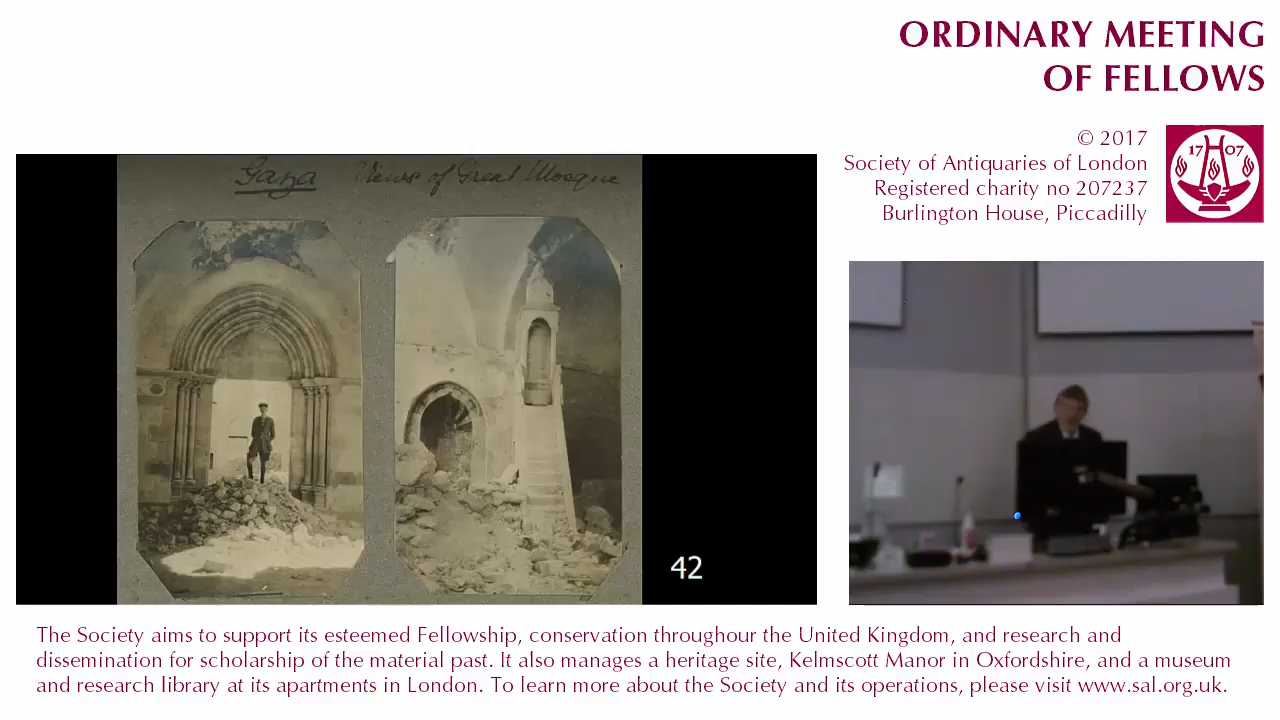 ORDINARY MEETING
OF FELLOWS
© 2017
Society of Antiquaries of London
Registered charity no 207237
Burlington House, Piccadilly
17 07
Gaza Views of Great Mosque
42
The Society aims to support its esteemed Fellowship, conservation throughour the United Kingdom, and research and
dissemination for scholarship of the material past. It also manages a heritage site, Kelmscott Manor in Oxfordshire, and a museum
and research library at its apartments in London. To learn more about the Society and its operations, please visit www.sal.org.uk.